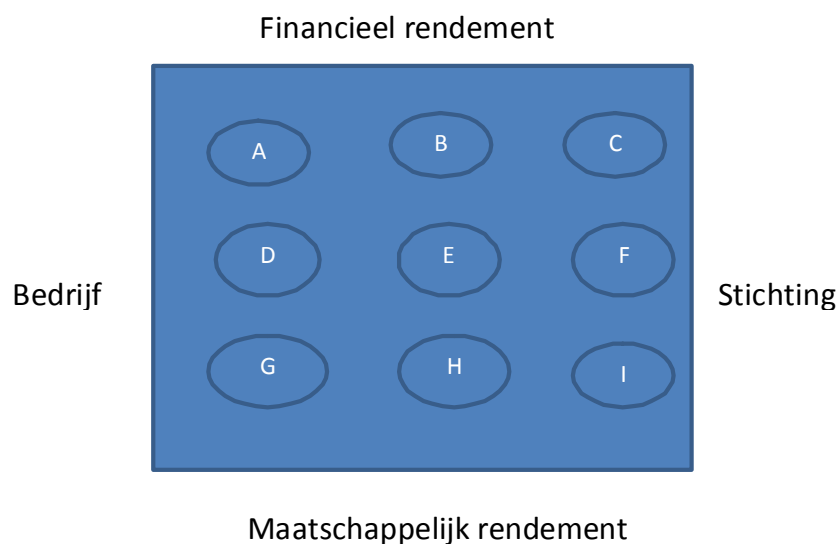 Financieel rendement
A B C
D E F
Bedrijf Stichting
G H I
Maatschappelijk rendement